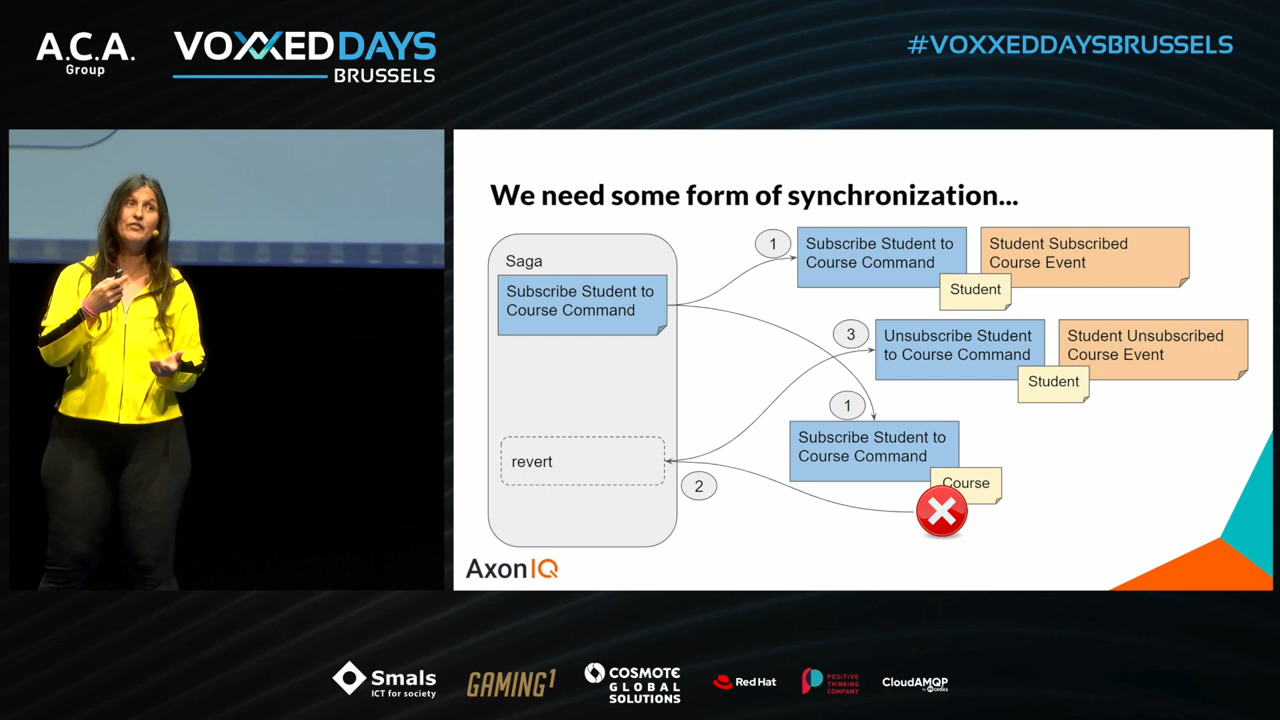 A.C.A.
Group
VOXXEDDAYS
BRUSSELS
#VOXXEDDAYSBRUSSELS
We need some form of synchronization...
Saga
Subscribe Student to
Course Command
revert
1
Subscribe Student to
Course Command
Student Subscribed
Course Event
Student
3
Unsubscribe Student
to Course Command
Student Unsubscribed
Course Event
Student
1
Subscribe Student to
Course Command
Course
2
AxonIQ
Smals
ICT for society
GAMING1
COSMOTE
GLOBAL
SOLUTIONS
Red Hat
POSITIVE
THINKING
COMPANY
CloudAMQP